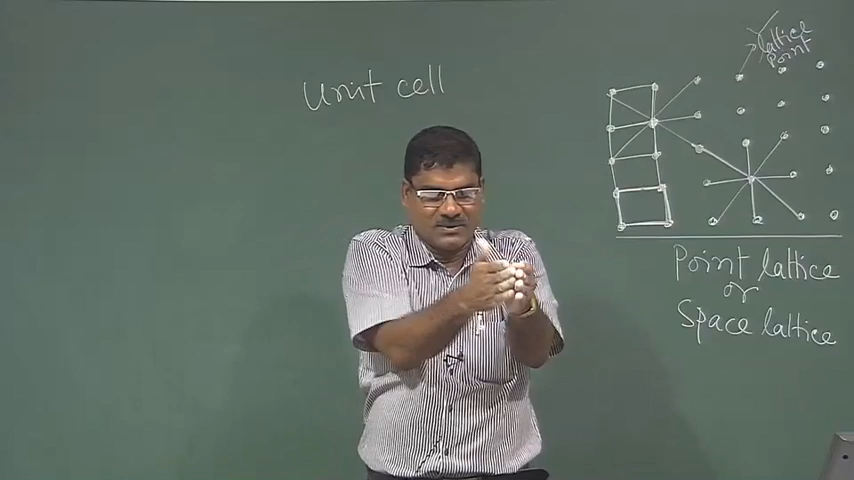 Unit cell
lattice
point
Point lattice
or
Space lattice